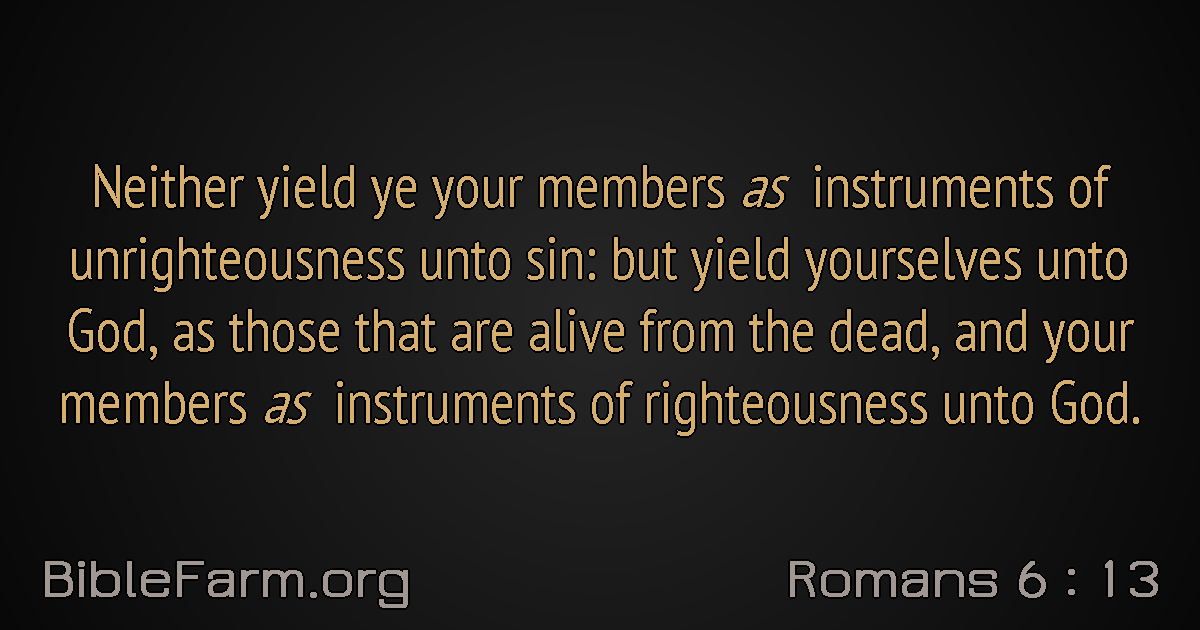 Neither yield ye your members as instruments of
unrighteousness unto sin: but yield yourselves unto
God, as those that are alive from the dead, and your
members as instruments of righteousness unto God.
BibleFarm.org
Romans 6 : 13